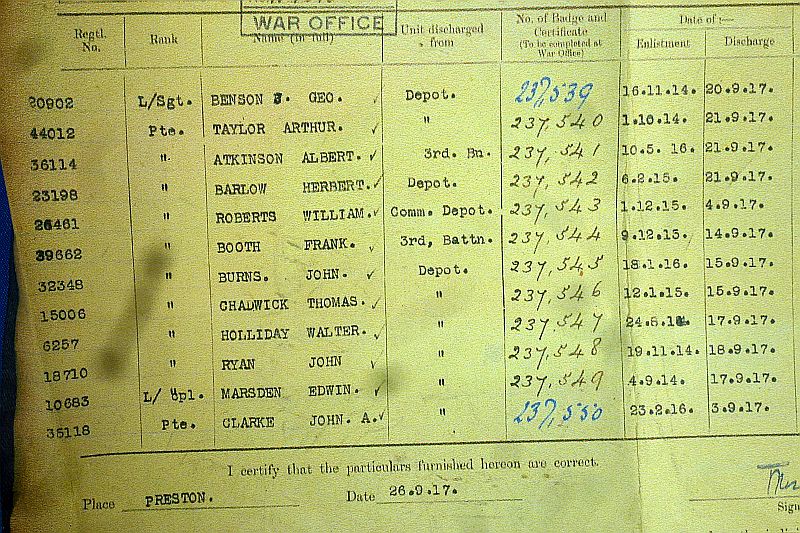 WAR OFFICE
Regtl. No. Rank Name (in full) Unit discharged from No. of Badge and Certificate (To be completed at War Office) Date of :—
Enlistment Discharge
20902 L/Sgt. BENSON J. GEO. ✓ Depot. 237,539 16.11.14. 20.9.17.
44012 Pte. TAYLOR ARTHUR. ✓ " 237,540 1.10.14. 21.9.17.
36114 " ATKINSON ALBERT. ✓ 3rd. Bn. 237,541 10.5. 16. 21.9.17.
23198 " BARLOW HERBERT. ✓ Depot. 237,542 6.2.15. 21.9.17.
26461 " ROBERTS WILLIAM. ✓ Comm. Depot. 237,543 1.12.15. 4.9.17.
39662 " BOOTH FRANK. ✓ 3rd, Battn. 237,544 9.12.13. 14.9.17.
32348 " BURNS. JOHN. ✓ Depot. 237,545 18.1.16. 15.9.17.
15006 " CHADWICK THOMAS. ✓ " 237,546 12.1.15. 15.9.17.
6257 " HOLLIDAY WALTER. ✓ " 237,547 17.9.17.
18710 " RYAN JOHN ✓ " 237,548 19.11.14. 18.9.17.
10683 L/ Cpl. MARSDEN EDWIN. ✓ " 237,549 4.9.14. 17.9.17.
35118 Pte. CLARKE JOHN. A. ✓ " 237,550 23.2.16. 3.9.17.
I certify that the particulars furnished hereon are correct.
Place PRESTON. Date 26.9.17.
Sign